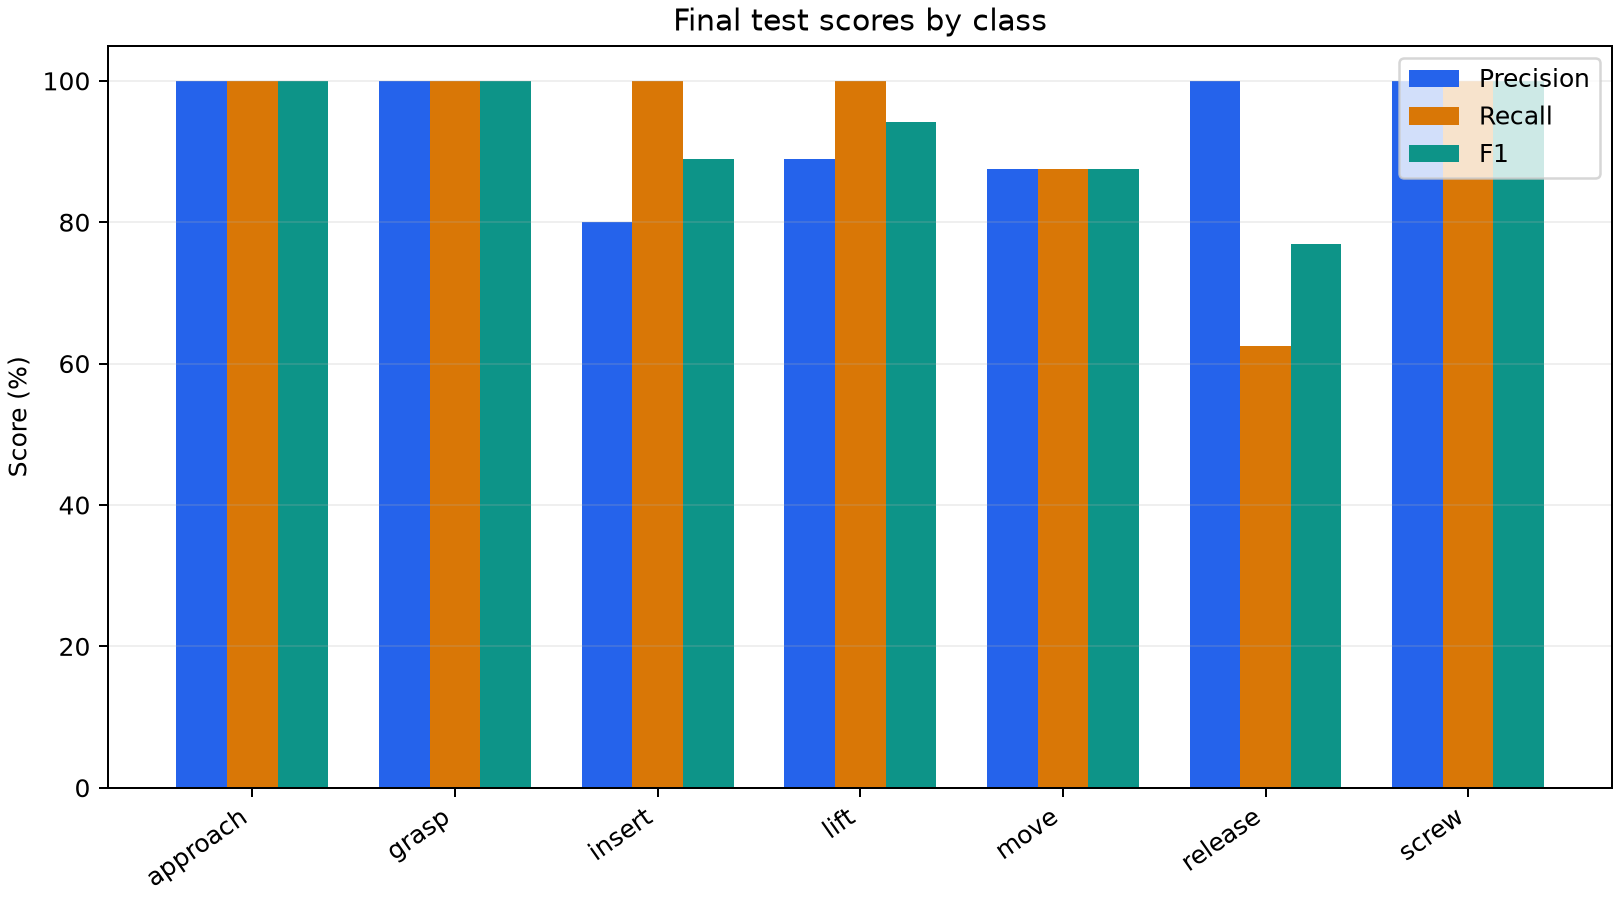 Final test scores by class
Precision
Recall
F1
Score (%)
100
80
60
40
20
0
approach
grasp
insert
lift
move
release
screw